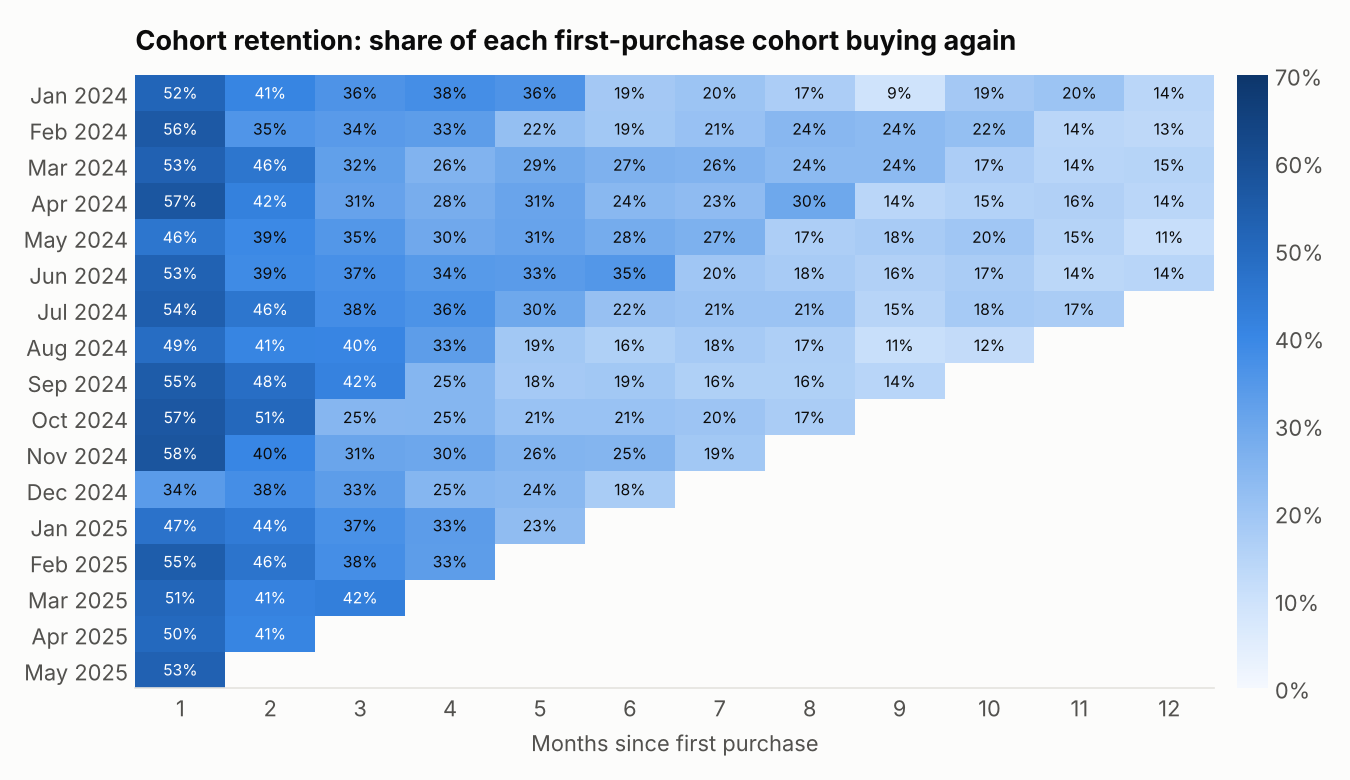 Cohort retention: share of each first-purchase cohort buying again
Jan 2024 52% 41% 36% 38% 36% 19% 20% 17% 9% 19% 20% 14%
Feb 2024 56% 35% 34% 33% 22% 19% 21% 24% 24% 22% 14% 13%
Mar 2024 53% 46% 32% 26% 29% 27% 26% 24% 24% 17% 14% 15%
Apr 2024 57% 42% 31% 28% 31% 24% 23% 30% 14% 15% 16% 14%
May 2024 46% 39% 35% 30% 31% 28% 27% 17% 18% 20% 15% 11%
Jun 2024 53% 39% 37% 34% 33% 35% 20% 18% 16% 17% 14% 14%
Jul 2024 54% 46% 38% 36% 30% 22% 21% 21% 15% 18% 17%
Aug 2024 49% 41% 40% 33% 19% 16% 18% 17% 11% 12%
Sep 2024 55% 48% 42% 25% 18% 19% 16% 16% 14%
Oct 2024 57% 51% 25% 25% 21% 21% 20% 17%
Nov 2024 58% 40% 31% 30% 26% 25% 19%
Dec 2024 34% 38% 33% 25% 24% 18%
Jan 2025 47% 44% 37% 33% 23%
Feb 2025 55% 46% 38% 33%
Mar 2025 51% 41% 42%
Apr 2025 50% 41%
May 2025 53%
1 2 3 4 5 6 7 8 9 10 11 12
Months since first purchase
70%
60%
50%
40%
30%
20%
10%
0%